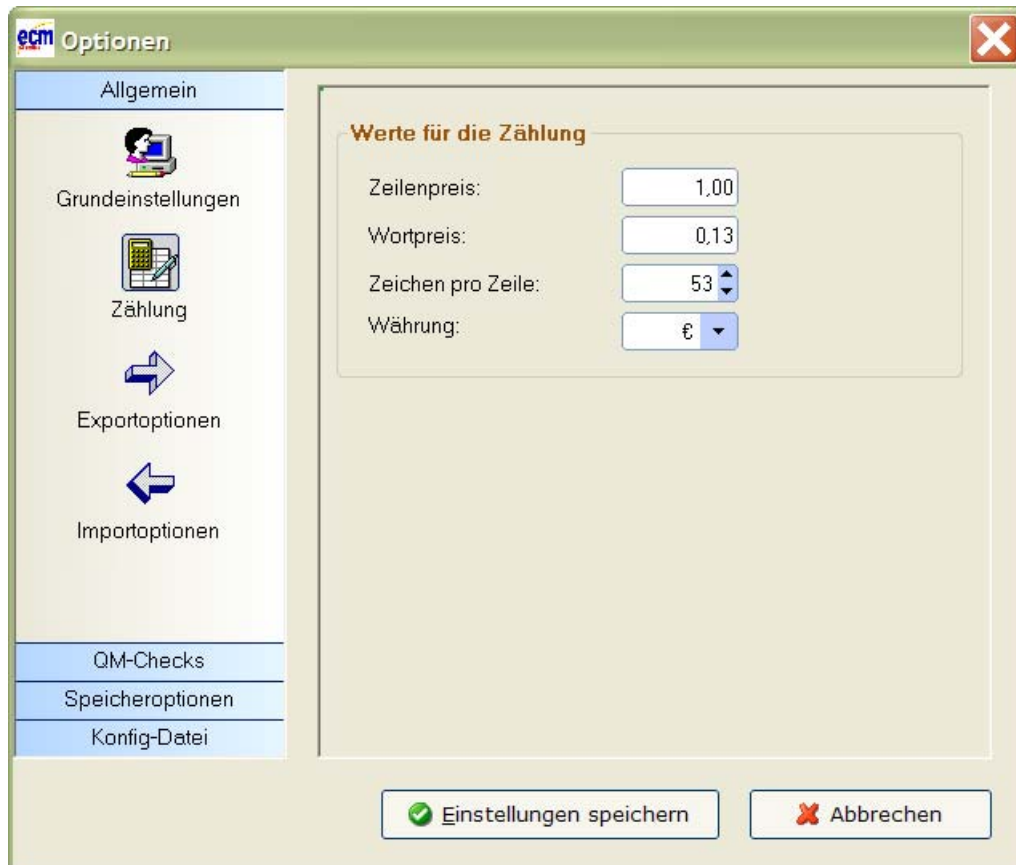 ecm Optionen
Allgemein
Grundeinstellungen
Zählung
Exportoptionen
Importoptionen
QM-Checks
Speicheroptionen
Konfig-Datei
Werte für die Zählung
Zeilenpreis: 1,00
Wortpreis: 0,13
Zeichen pro Zeile: 53
Währung: €
Einstellungen speichern
Abbrechen